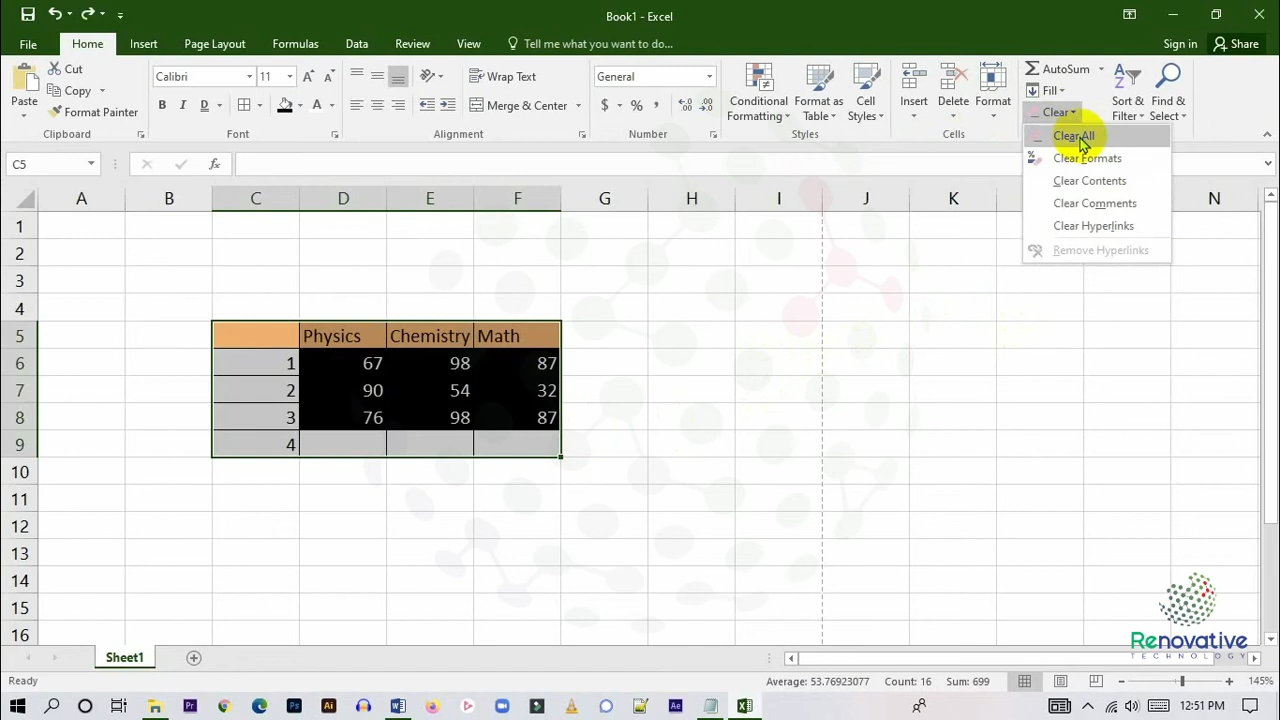 Book1 - Excel
File Home Insert Page Layout Formulas Data Review View Tell me what you want to do... Sign in Share
Paste
Cut
Copy
Format Painter
Clipboard
Calibri 11
B I U A
Font
Wrap Text
Merge & Center
Alignment
General
$ % ,
Number
Conditional Formatting
Format as Table
Cell Styles
Styles
Insert Delete Format
Cells
AutoSum
Fill
Clear
Sort & Filter
Find & Select
Clear All
Clear Formats
Clear Contents
Clear Comments
Clear Hyperlinks
Remove Hyperlinks
C5 fx
A B C D E F G H I J K N
1
2
3
4
5 Physics Chemistry Math
6 1 67 98 87
7 2 90 54 32
8 3 76 98 87
9 4
10
11
12
13
14
15
16
Renovative
TECHNOLOGY
Sheet1
Ready Average: 53.76923077 Count: 16 Sum: 699 145%
Pr Ps Ai Ae 12:51 PM